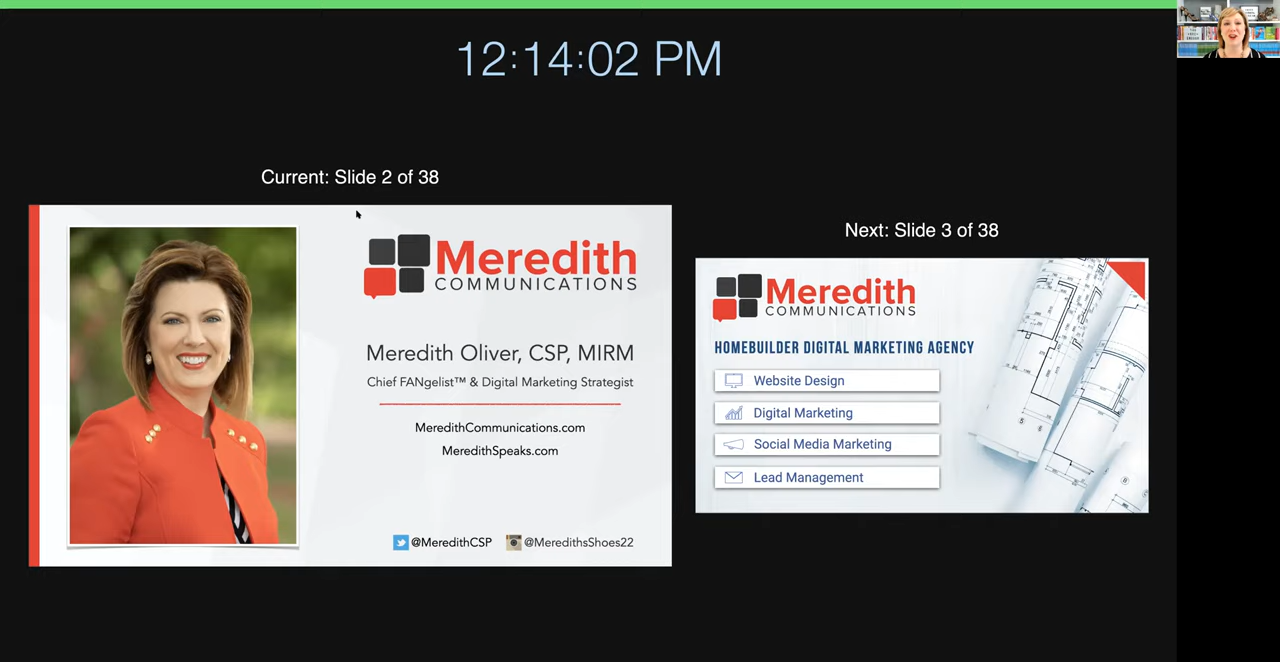 12:14:02 PM
Current: Slide 2 of 38
Meredith
COMMUNICATIONS
Meredith Oliver, CSP, MIRM
Chief FANgelist™ & Digital Marketing Strategist
MeredithCommunications.com
MeredithSpeaks.com
@MeredithCSP @MeredithsShoes22
Next: Slide 3 of 38
Meredith
COMMUNICATIONS
HOMEBUILDER DIGITAL MARKETING AGENCY
Website Design
Digital Marketing
Social Media Marketing
Lead Management